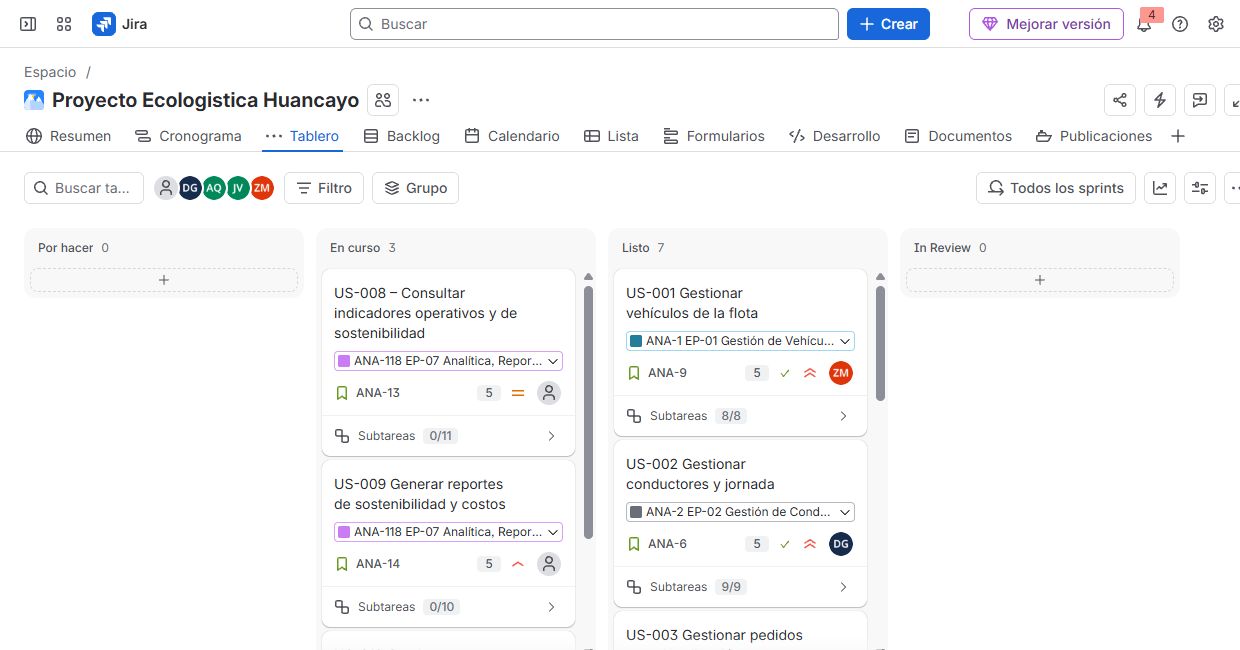 Jira
Buscar
Crear
Mejorar versión
4
Espacio /
Proyecto Ecologistica Huancayo
Resumen
Cronograma
Tablero
Backlog
Calendario
Lista
Formularios
Desarrollo
Documentos
Publicaciones
Buscar ta...
DG
AQ
JV
ZM
Filtro
Grupo
Todos los sprints
Por hacer 0
En curso 3
US-008 – Consultar
indicadores operativos y de
sostenibilidad
ANA-118 EP-07 Analítica, Repor...
ANA-13
5
Subtareas 0/11
US-009 Generar reportes
de sostenibilidad y costos
ANA-118 EP-07 Analítica, Repor...
ANA-14
5
Subtareas 0/10
Listo 7
US-001 Gestionar
vehículos de la flota
ANA-1 EP-01 Gestión de Vehícu...
ANA-9
5
ZM
Subtareas 8/8
US-002 Gestionar
conductores y jornada
ANA-2 EP-02 Gestión de Cond...
ANA-6
5
DG
Subtareas 9/9
US-003 Gestionar pedidos
In Review 0